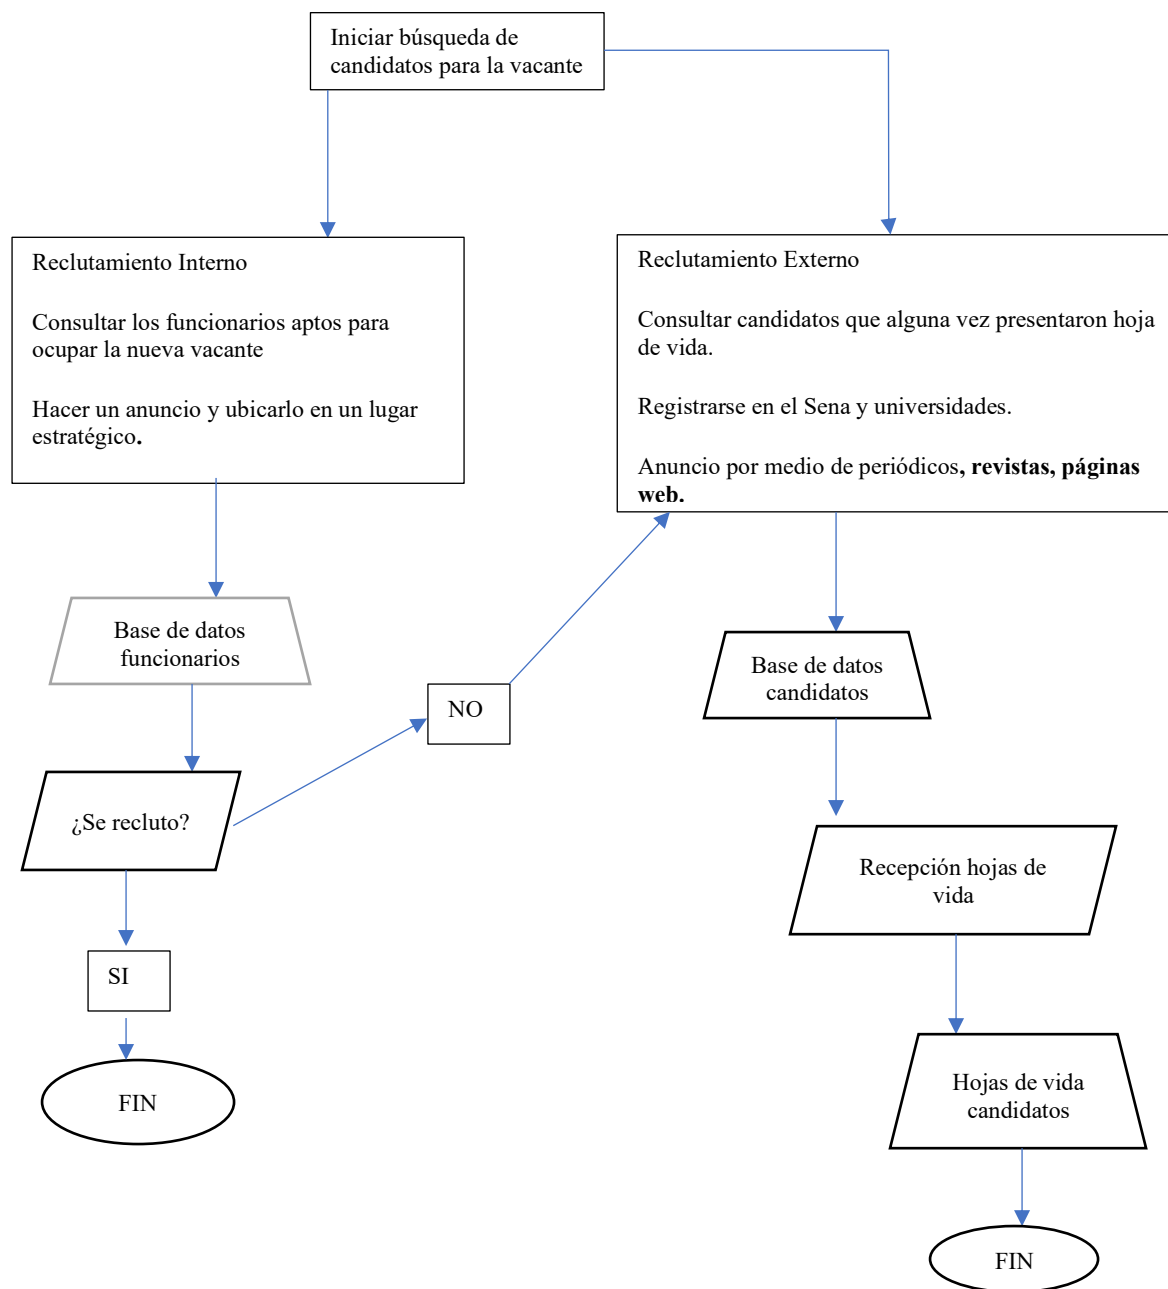 Iniciar búsqueda de
candidatos para la vacante
Reclutamiento Interno
Consultar los funcionarios aptos para
ocupar la nueva vacante
Hacer un anuncio y ubicarlo en un lugar
estratégico.
Reclutamiento Externo
Consultar candidatos que alguna vez presentaron hoja
de vida.
Registrarse en el Sena y universidades.
Anuncio por medio de periódicos, revistas, páginas
web.
Base de datos
funcionarios
NO
Base de datos
candidatos
¿Se recluto?
Recepción hojas de
vida
SI
Hojas de vida
candidatos
FIN
FIN